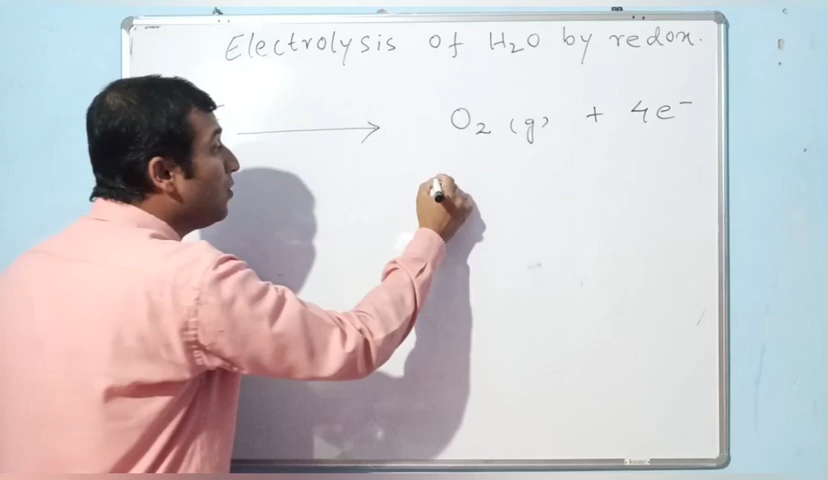 Electrolysis of H₂O by redox.
⟶ O₂ (g) + 4e⁻